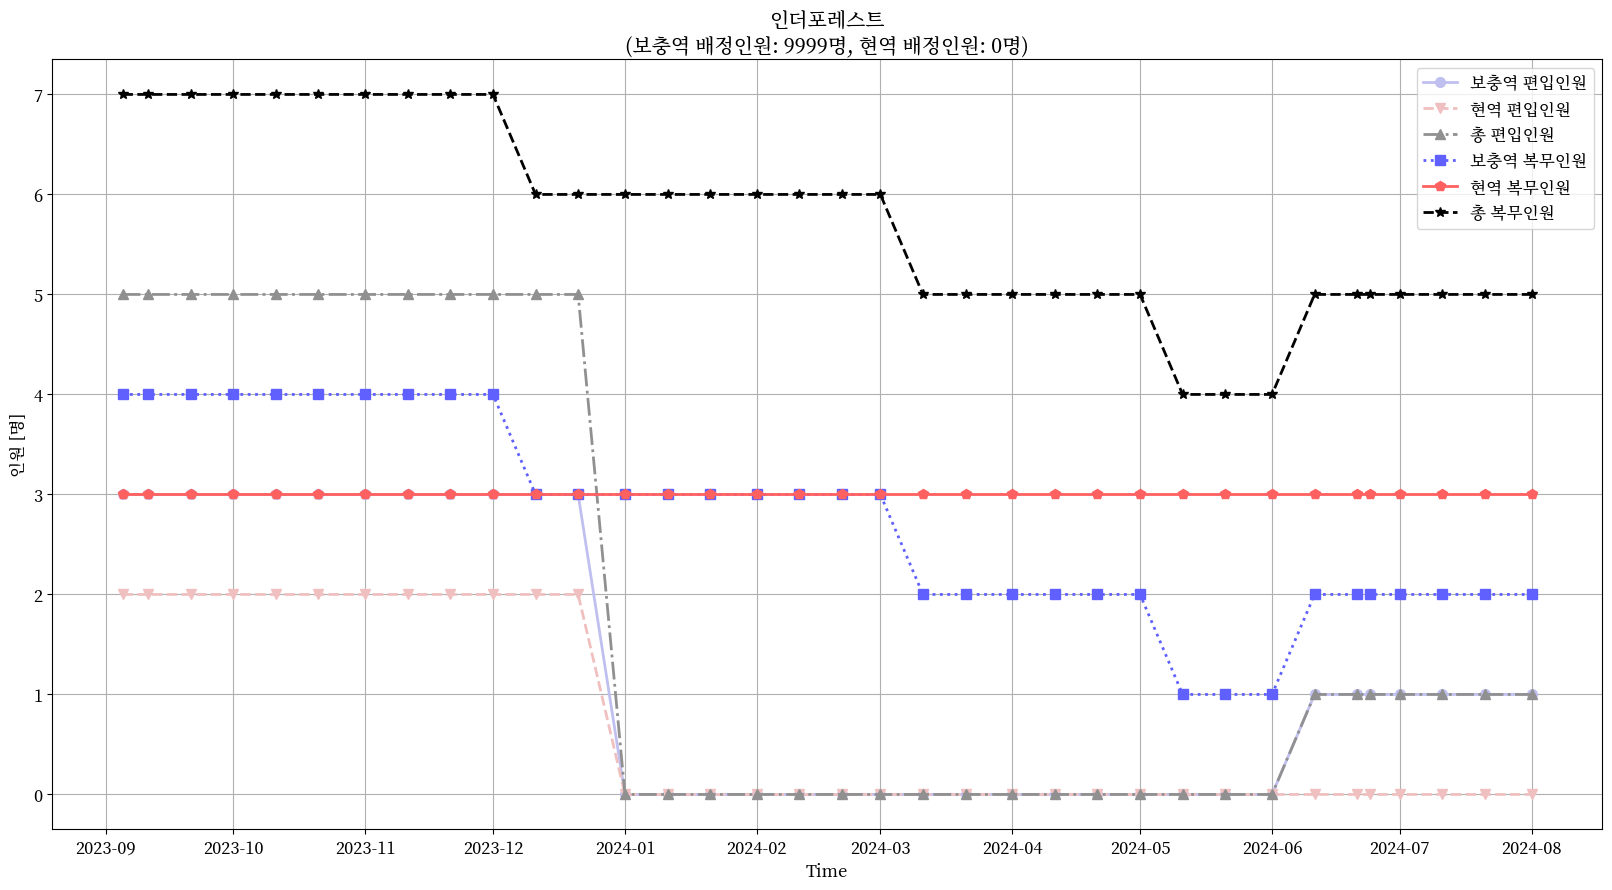 인더포레스트
(보충역 배정인원: 9999명, 현역 배정인원: 0명)
보충역 편입인원
현역 편입인원
총 편입인원
보충역 복무인원
현역 복무인원
총 복무인원
인원 [명]
7
6
5
4
3
2
1
0
2023-09 2023-10 2023-11 2023-12 2024-01 2024-02 2024-03 2024-04 2024-05 2024-06 2024-07 2024-08
Time